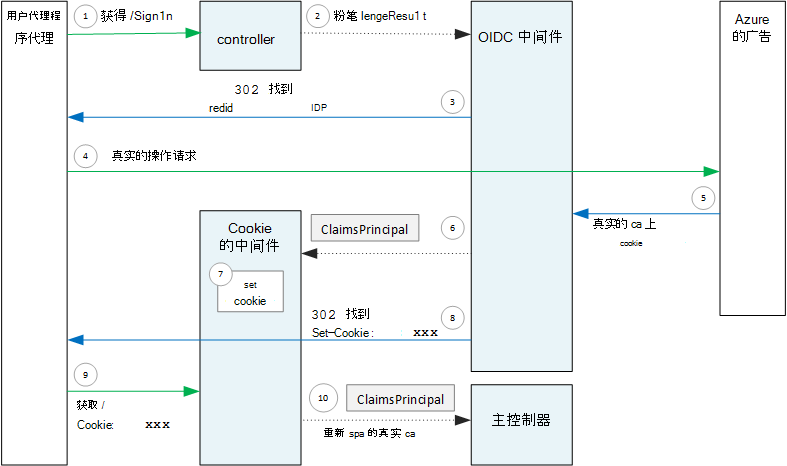 用户代理程
序代理
1 获得 /Sign1n
controller
2 粉笔 lengeResu1t
OIDC 中间件
Azure
的广告
302 找到
redid IDP
3
4 真实的操作请求
5
真实的 ca 上
cookie
Cookie
的中间件
ClaimsPrincipal
6
7
set
cookie
302 找到
Set-Cookie: xxx
8
9
获取 /
Cookie: xxx
10 ClaimsPrincipal
重新 spa 的真实 ca
主控制器